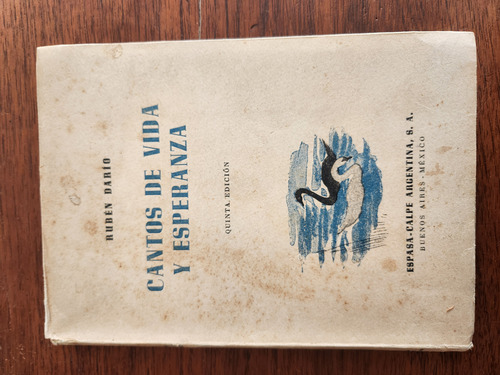 RUBÉN DARÍO
CANTOS DE VIDA
Y ESPERANZA
QUINTA EDICIÓN
ESPASA-CALPE ARGENTINA, S. A.
BUENOS AIRES - MÉXICO